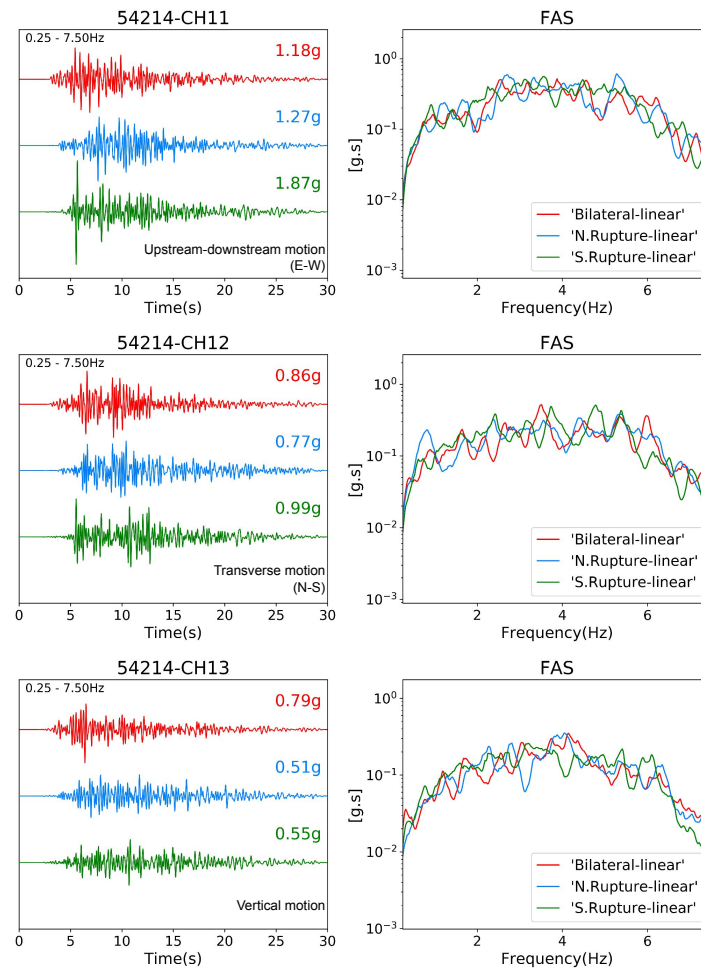 54214-CH11
0.25 - 7.50Hz
1.18g
1.27g
1.87g
Upstream-downstream motion
(E-W)
0 5 10 15 20 25 30
Time(s)
FAS
10⁰
10⁻¹
10⁻²
10⁻³
[g.s]
'Bilateral-linear'
'N.Rupture-linear'
'S.Rupture-linear'
2 4 6
Frequency(Hz)
54214-CH12
0.25 - 7.50Hz
0.86g
0.77g
0.99g
Transverse motion
(N-S)
0 5 10 15 20 25 30
Time(s)
FAS
10⁰
10⁻¹
10⁻²
10⁻³
[g.s]
'Bilateral-linear'
'N.Rupture-linear'
'S.Rupture-linear'
2 4 6
Frequency(Hz)
54214-CH13
0.25 - 7.50Hz
0.79g
0.51g
0.55g
Vertical motion
0 5 10 15 20 25 30
Time(s)
FAS
10⁰
10⁻¹
10⁻²
10⁻³
[g.s]
'Bilateral-linear'
'N.Rupture-linear'
'S.Rupture-linear'
2 4 6
Frequency(Hz)